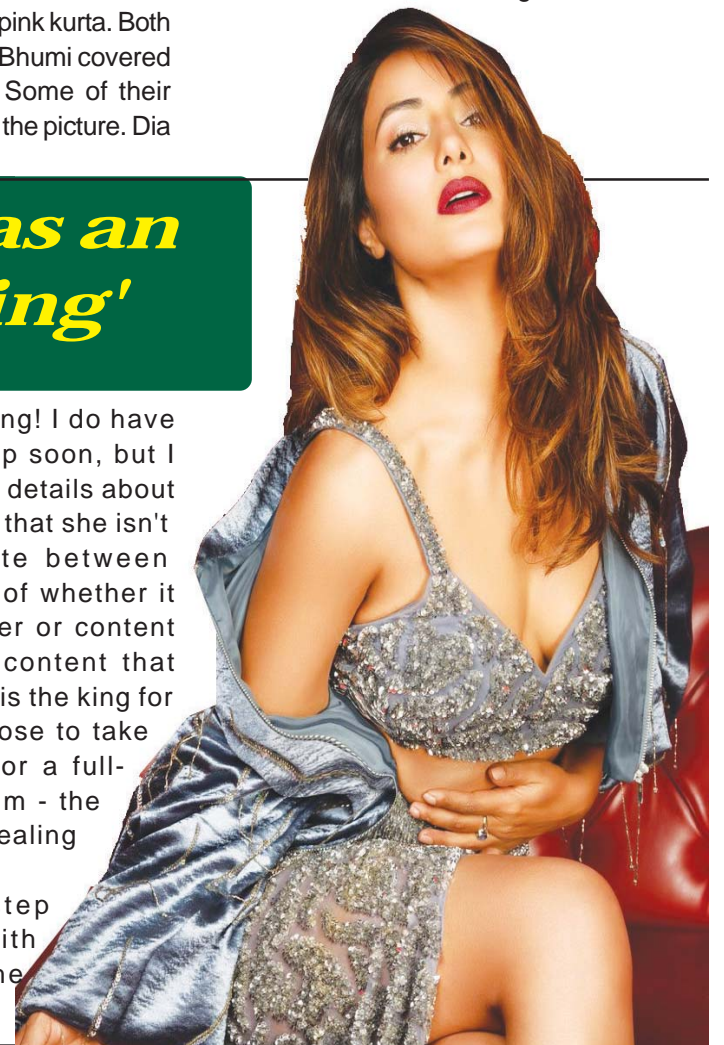 pink kurta. Both
Bhumi covered
Some of their
the picture. Dia
as an
ing'
ng! I do have
p soon, but I
details about
that she isn't
te between
of whether it
er or content
content that
is the king for
ose to take
or a full-
m - the
ealing
tep
ith
he